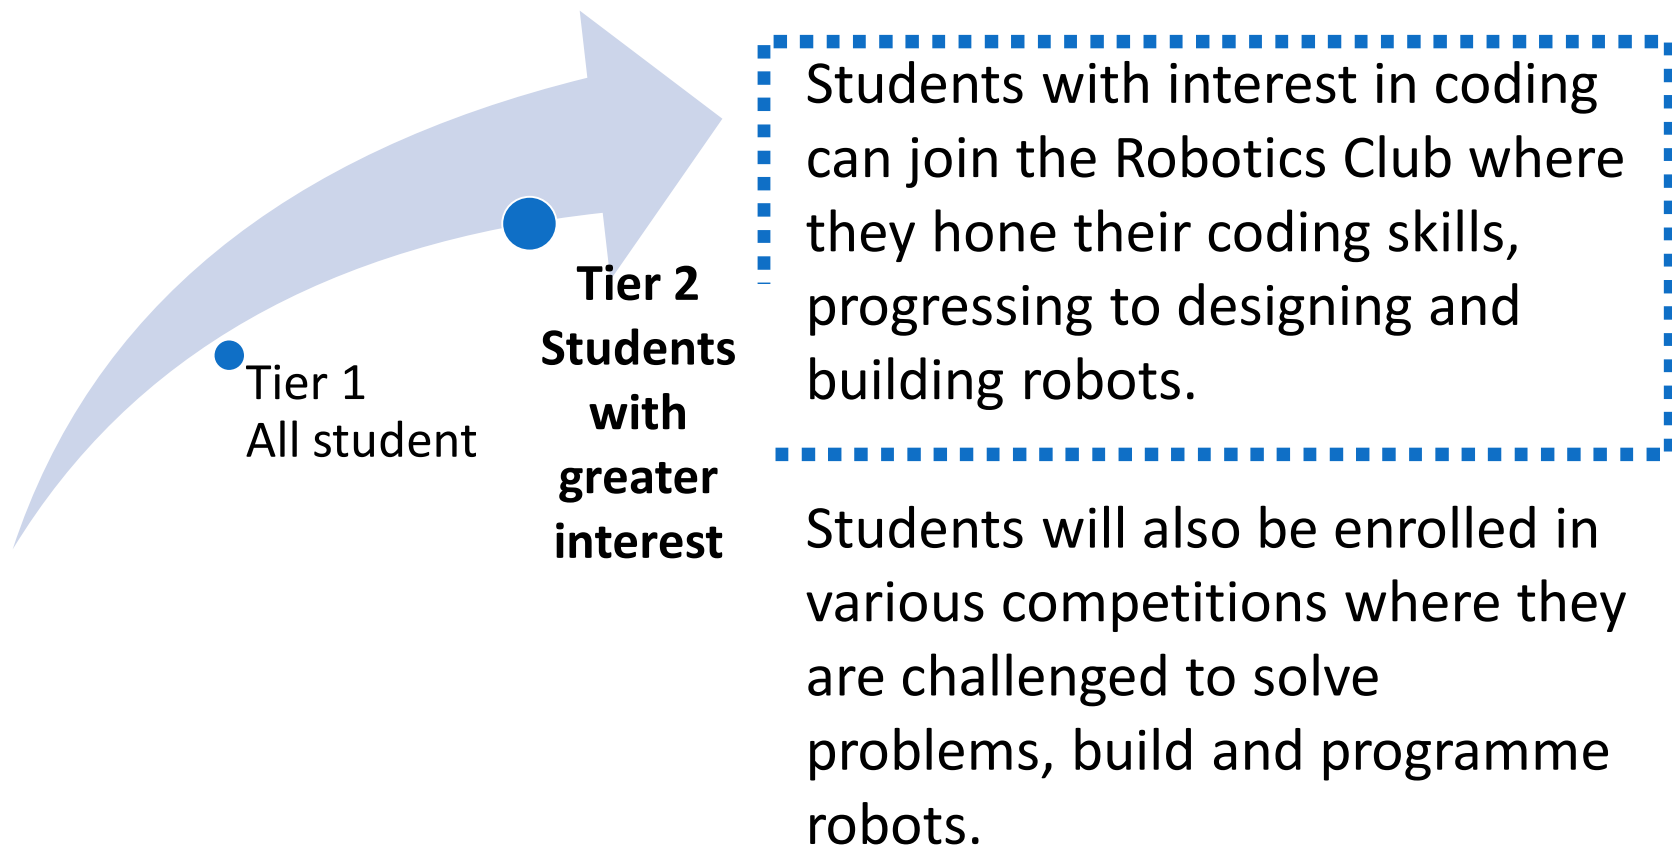 Tier 1
All student
Tier 2
Students
with
greater
interest
Students with interest in coding
can join the Robotics Club where
they hone their coding skills,
progressing to designing and
building robots.
Students will also be enrolled in
various competitions where they
are challenged to solve
problems, build and programme
robots.